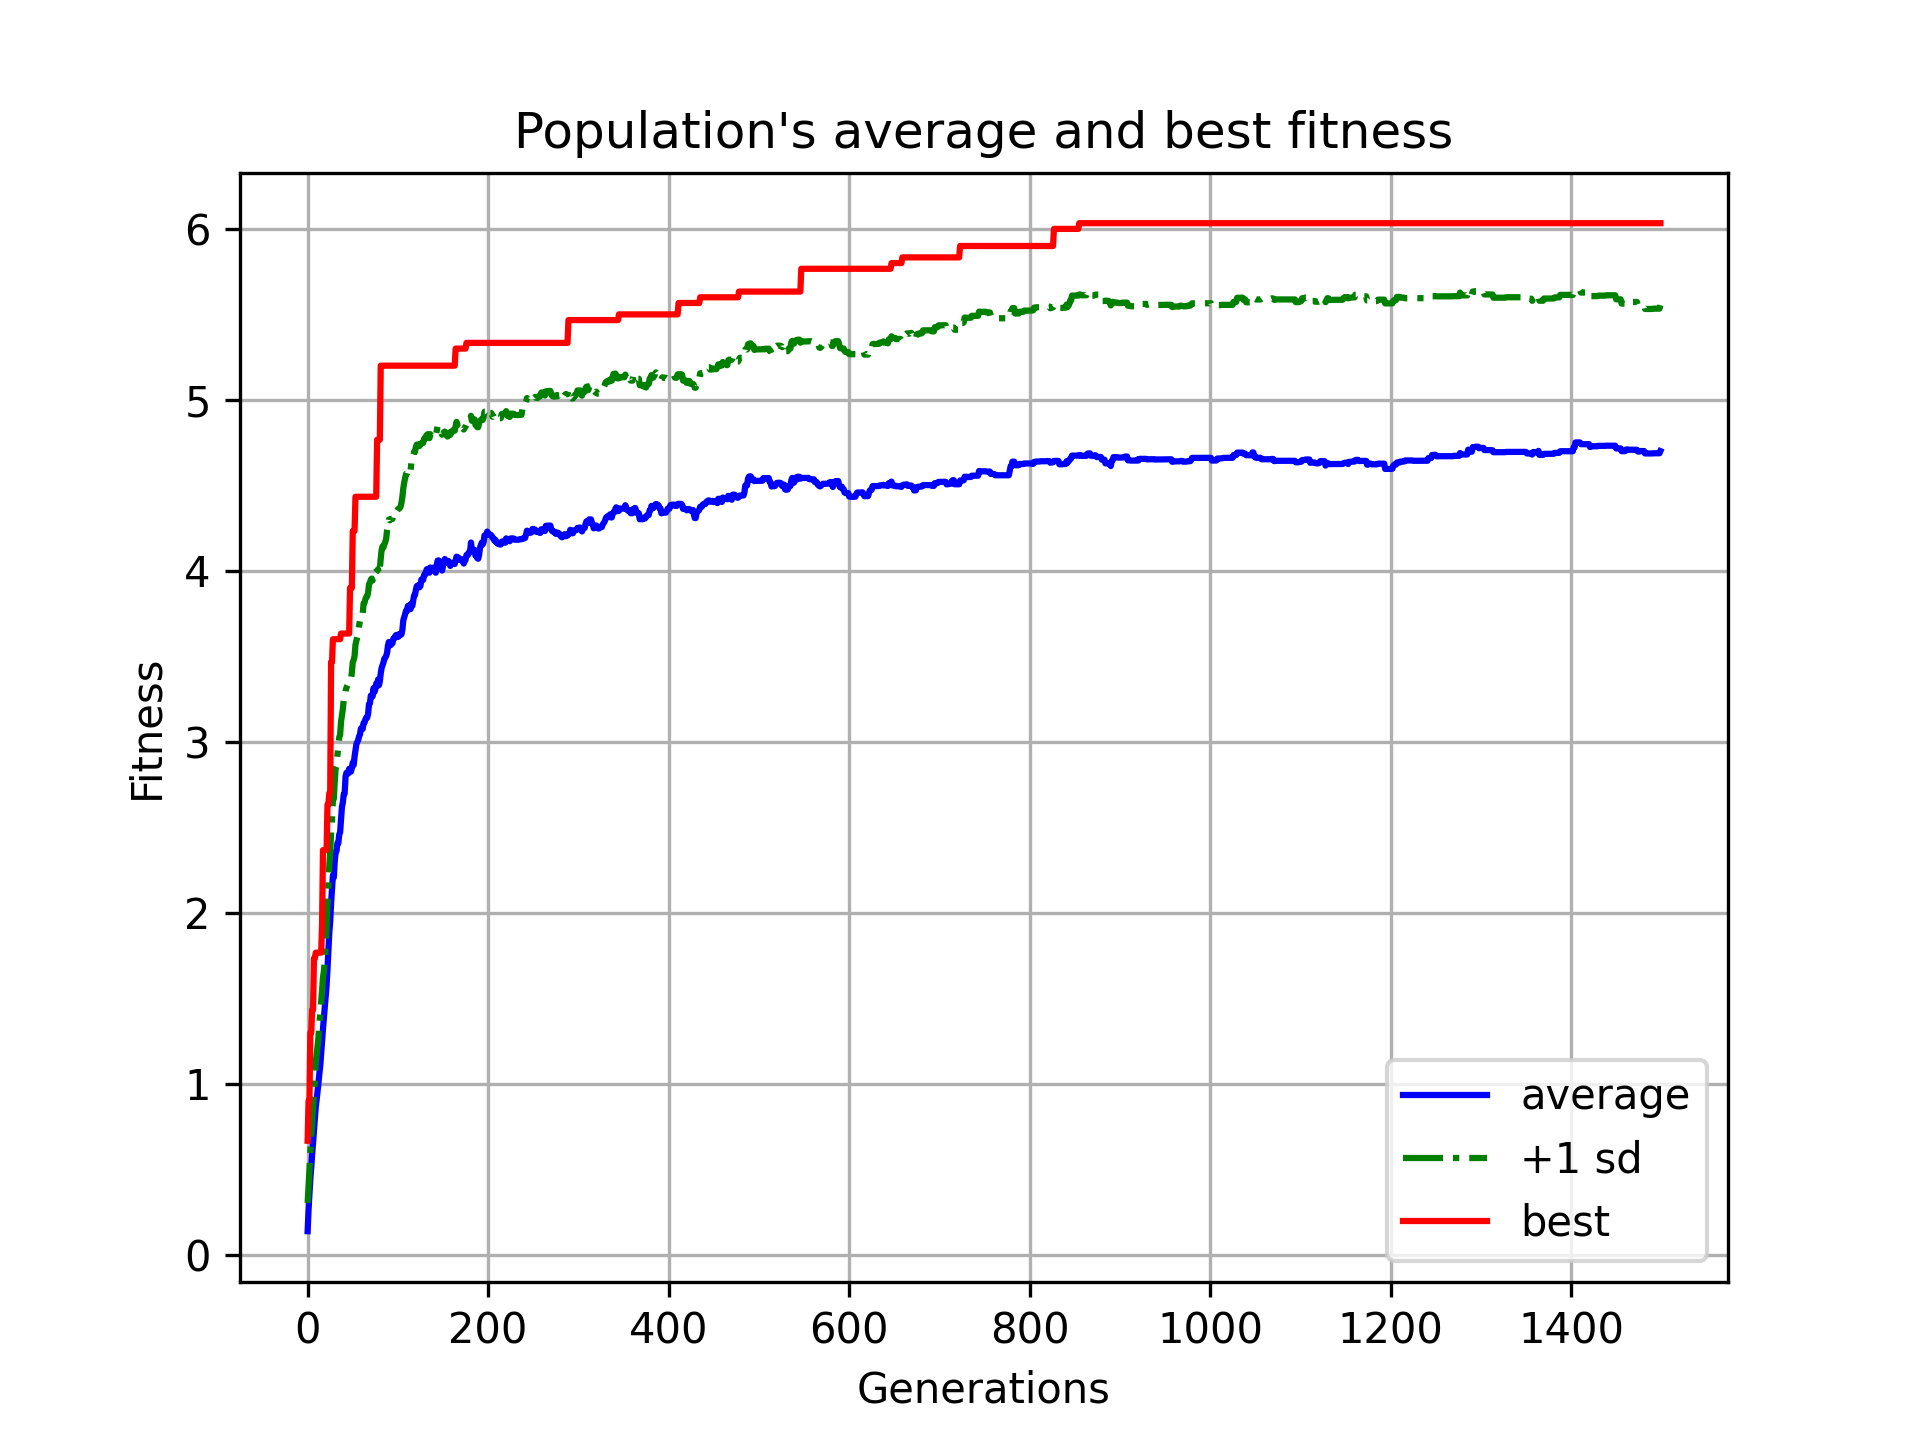 Population's average and best fitness
6
5
4
3
2
1
0
Fitness
0 200 400 600 800 1000 1200 1400
Generations
average
+1 sd
best